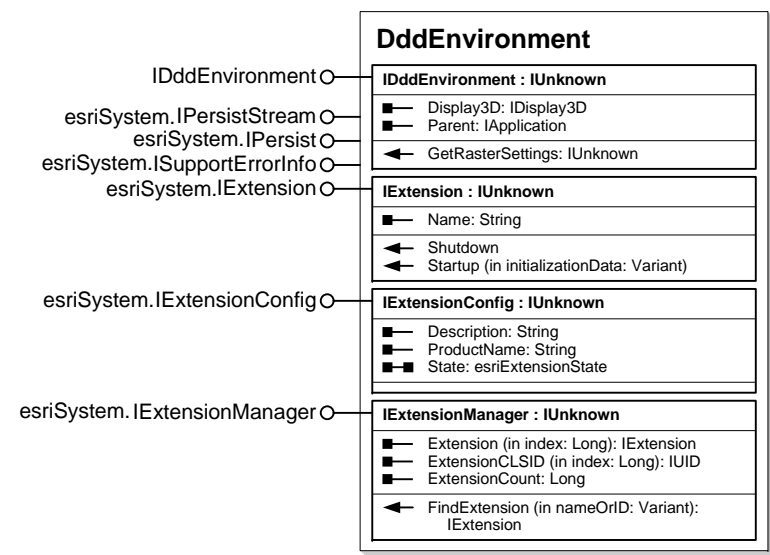 DddEnvironment
IDddEnvironment
IDddEnvironment : IUnknown
Display3D: IDisplay3D
Parent: IApplication
GetRasterSettings: IUnknown
esriSystem.IPersistStream
esriSystem.IPersist
esriSystem.ISupportErrorInfo
esriSystem.IExtension
IExtension : IUnknown
Name: String
Shutdown
Startup (in initializationData: Variant)
esriSystem.IExtensionConfig
IExtensionConfig : IUnknown
Description: String
ProductName: String
State: esriExtensionState
esriSystem. IExtensionManager
IExtensionManager : IUnknown
Extension (in index: Long): IExtension
ExtensionCLSID (in index: Long): IUID
ExtensionCount: Long
FindExtension (in nameOrID: Variant):
IExtension